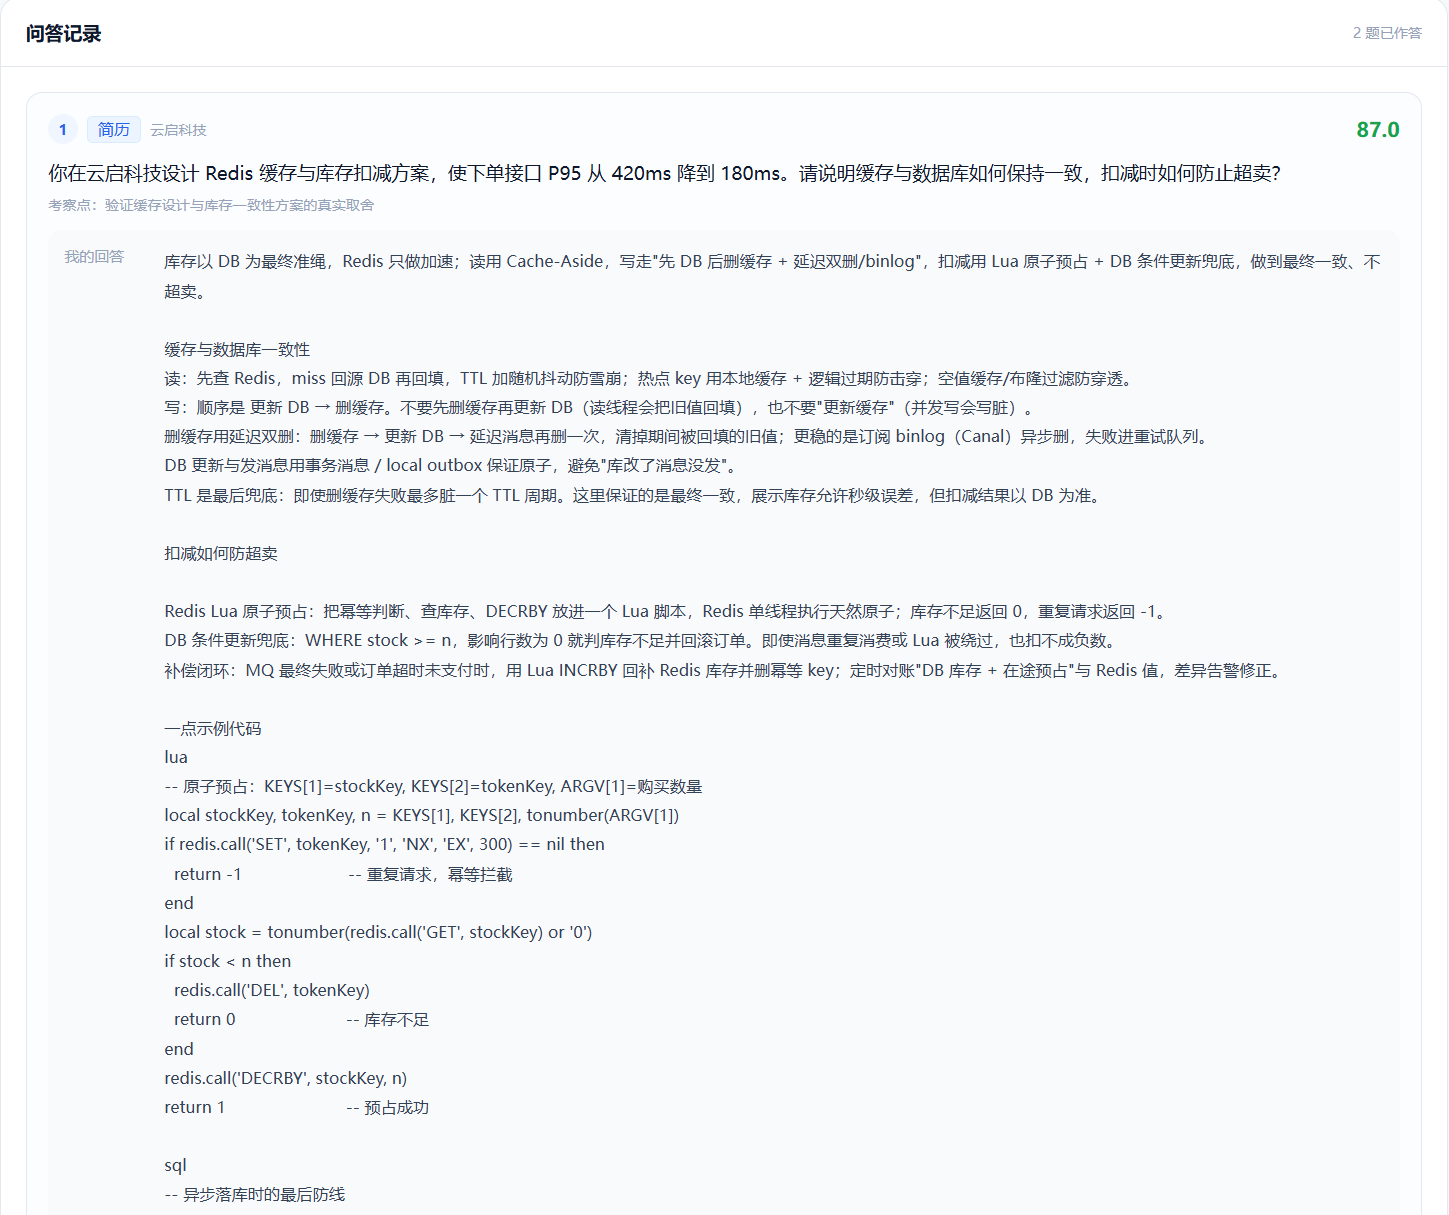 问答记录
2 题已作答
1 简历 云启科技
87.0
你在云启科技设计 Redis 缓存与库存扣减方案，使下单接口 P95 从 420ms 降到 180ms。请说明缓存与数据库如何保持一致，扣减时如何防止超卖？
考察点：验证缓存设计与库存一致性方案的真实取舍
我的回答
库存以 DB 为最终准绳，Redis 只做加速；读用 Cache-Aside，写走"先 DB 后删缓存 + 延迟双删/binlog"，扣减用 Lua 原子预占 + DB 条件更新兜底，做到最终一致、不
超卖。
缓存与数据库一致性
读：先查 Redis，miss 回源 DB 再回填，TTL 加随机抖动防雪崩；热点 key 用本地缓存 + 逻辑过期防击穿；空值缓存/布隆过滤防穿透。
写：顺序是 更新 DB → 删缓存。不要先删缓存再更新 DB（读线程会把旧值回填），也不要"更新缓存"（并发写会写脏）。
删缓存用延迟双删：删缓存 → 更新 DB → 延迟消息再删一次，清掉期间被回填的旧值；更稳的是订阅 binlog（Canal）异步删，失败进重试队列。
DB 更新与发消息用事务消息 / local outbox 保证原子，避免"库改了消息没发"。
TTL 是最后兜底：即使删缓存失败最多脏一个 TTL 周期。这里保证的是最终一致，展示库存允许秒级误差，但扣减结果以 DB 为准。
扣减如何防超卖
Redis Lua 原子预占：把幂等判断、查库存、DECRBY 放进一个 Lua 脚本，Redis 单线程执行天然原子；库存不足返回 0，重复请求返回 -1。
DB 条件更新兜底：WHERE stock >= n，影响行数为 0 就判库存不足并回滚订单。即使消息重复消费或 Lua 被绕过，也扣不成负数。
补偿闭环：MQ 最终失败或订单超时未支付时，用 Lua INCRBY 回补 Redis 库存并删幂等 key；定时对账"DB 库存 + 在途预占"与 Redis 值，差异告警修正。
一点示例代码
lua
-- 原子预占：KEYS[1]=stockKey, KEYS[2]=tokenKey, ARGV[1]=购买数量
local stockKey, tokenKey, n = KEYS[1], KEYS[2], tonumber(ARGV[1])
if redis.call('SET', tokenKey, '1', 'NX', 'EX', 300) == nil then
  return -1 -- 重复请求，幂等拦截
end
local stock = tonumber(redis.call('GET', stockKey) or '0')
if stock < n then
  redis.call('DEL', tokenKey)
  return 0 -- 库存不足
end
redis.call('DECRBY', stockKey, n)
return 1 -- 预占成功
sql
-- 异步落库时的最后防线